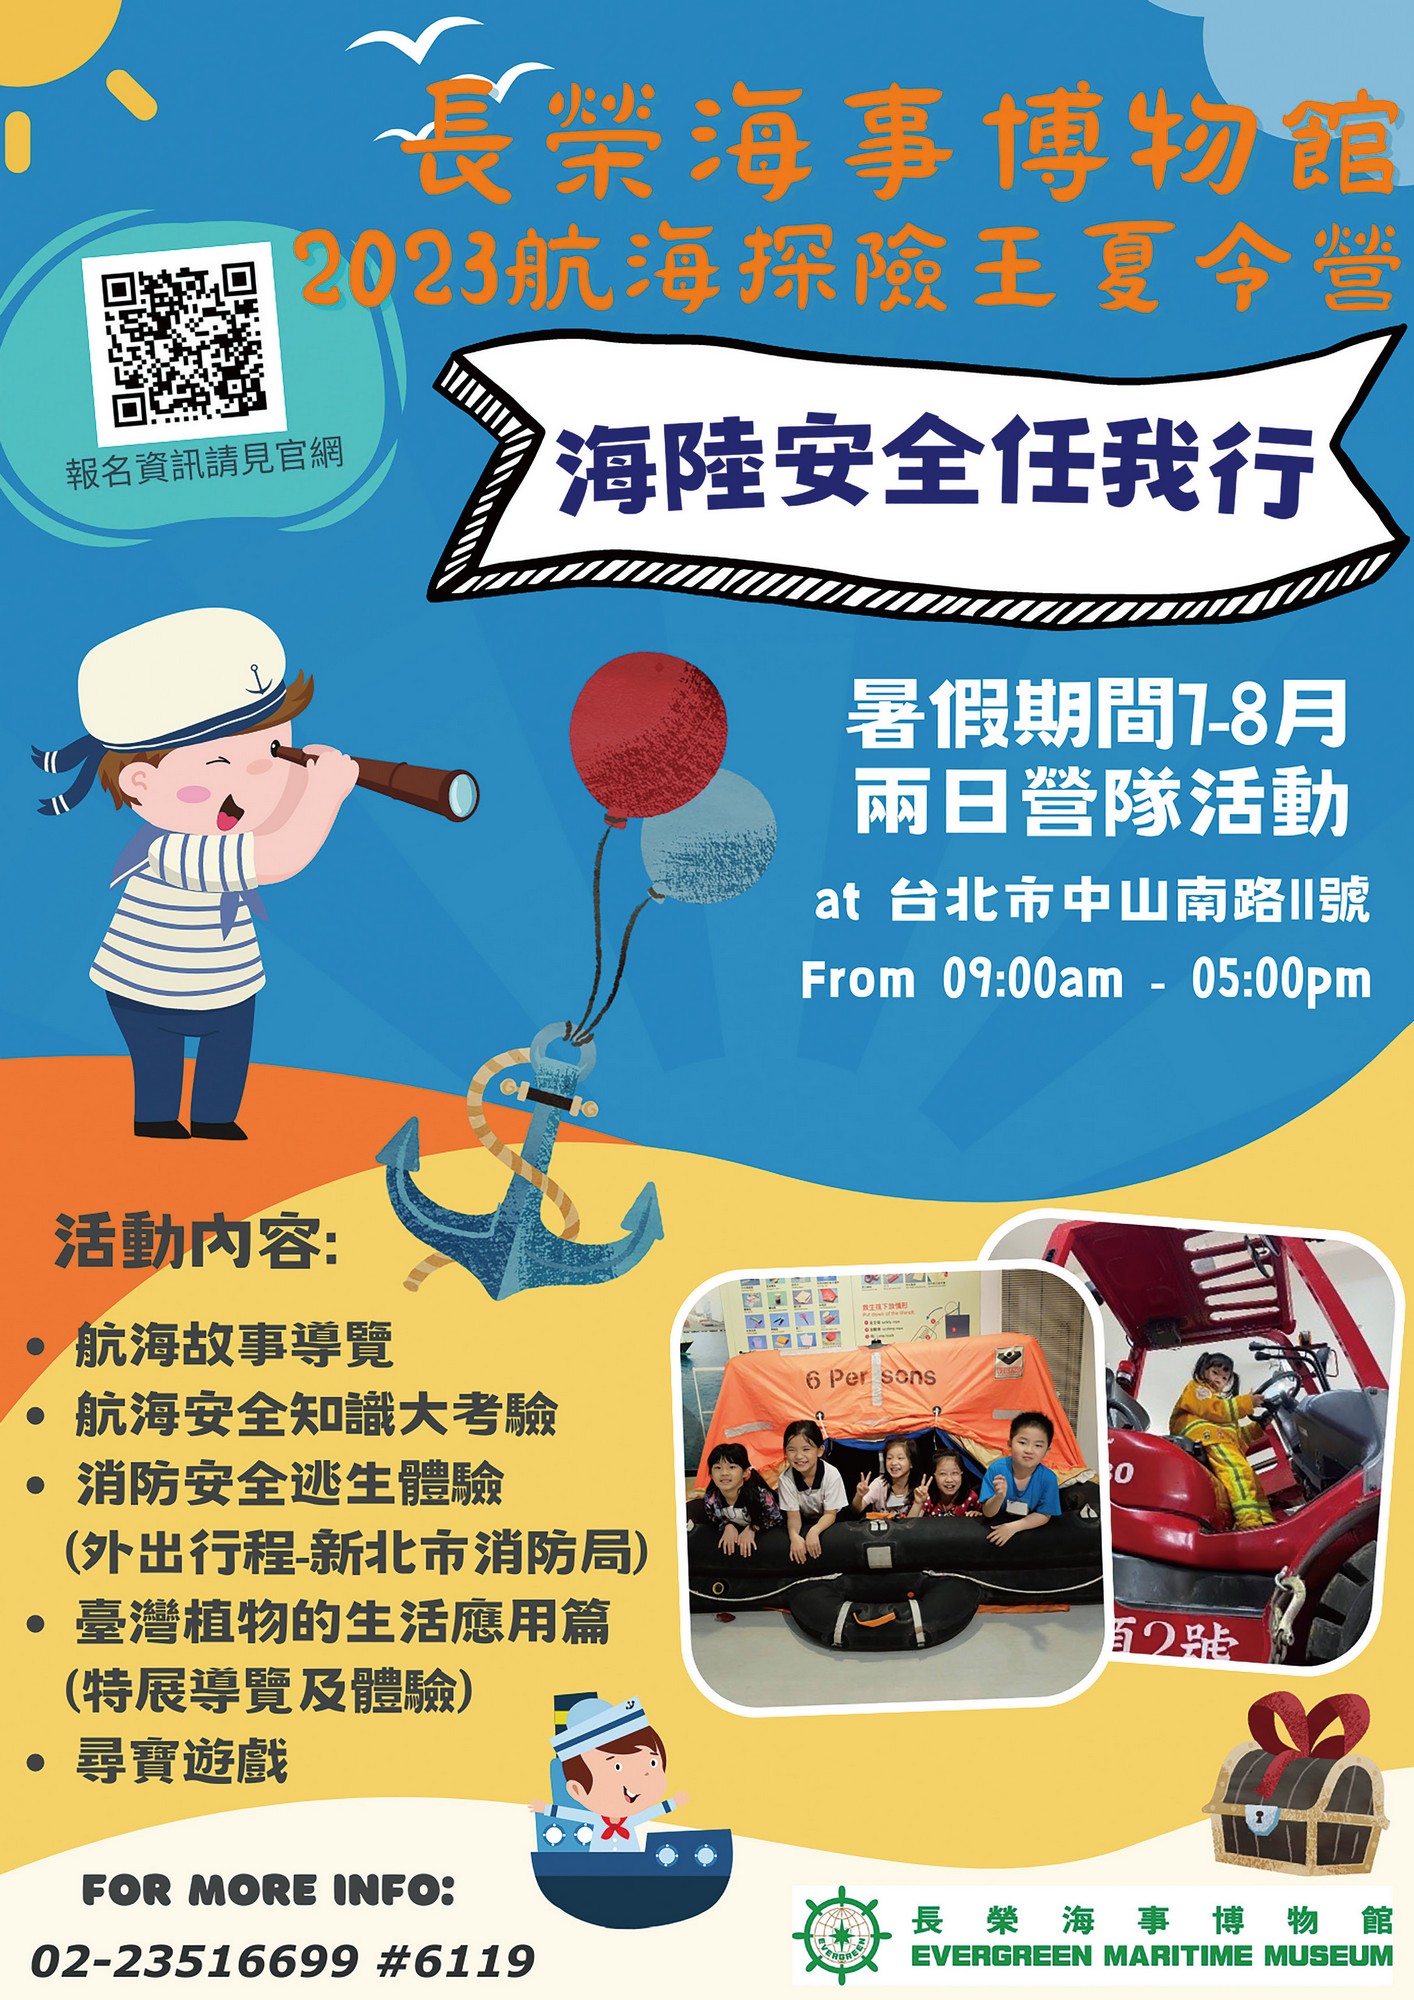 長榮海事博物館
2023航海探險王夏令營
報名資訊請見官網
海陸安全任我行
暑假期間7-8月
兩日營隊活動
at 台北市中山南路11號
From 09:00am - 05:00pm
活動內容:
• 航海故事導覽
• 航海安全知識大考驗
• 消防安全逃生體驗
(外出行程-新北市消防局)
• 臺灣植物的生活應用篇
(特展導覽及體驗)
• 尋寶遊戲
6 Persons
2號
FOR MORE INFO:
02-23516699 #6119
EVERGREEN
長榮海事博物館
EVERGREEN MARITIME MUSEUM